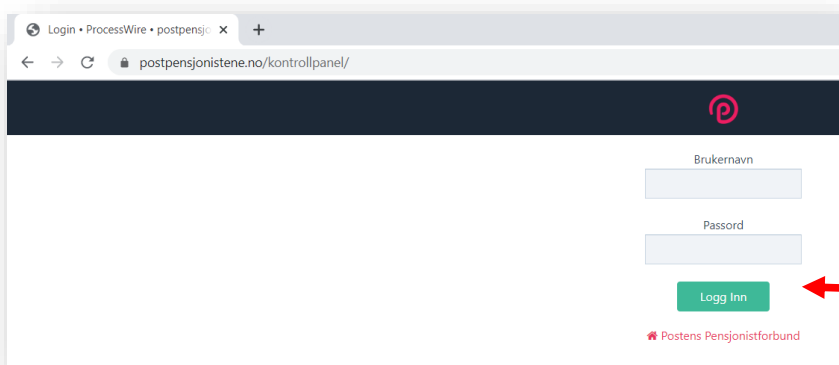 Login • ProcessWire • postpensjo
postpensjonistene.no/kontrollpanel/
Brukernavn
Passord
Logg Inn
Postens Pensjonistforbund